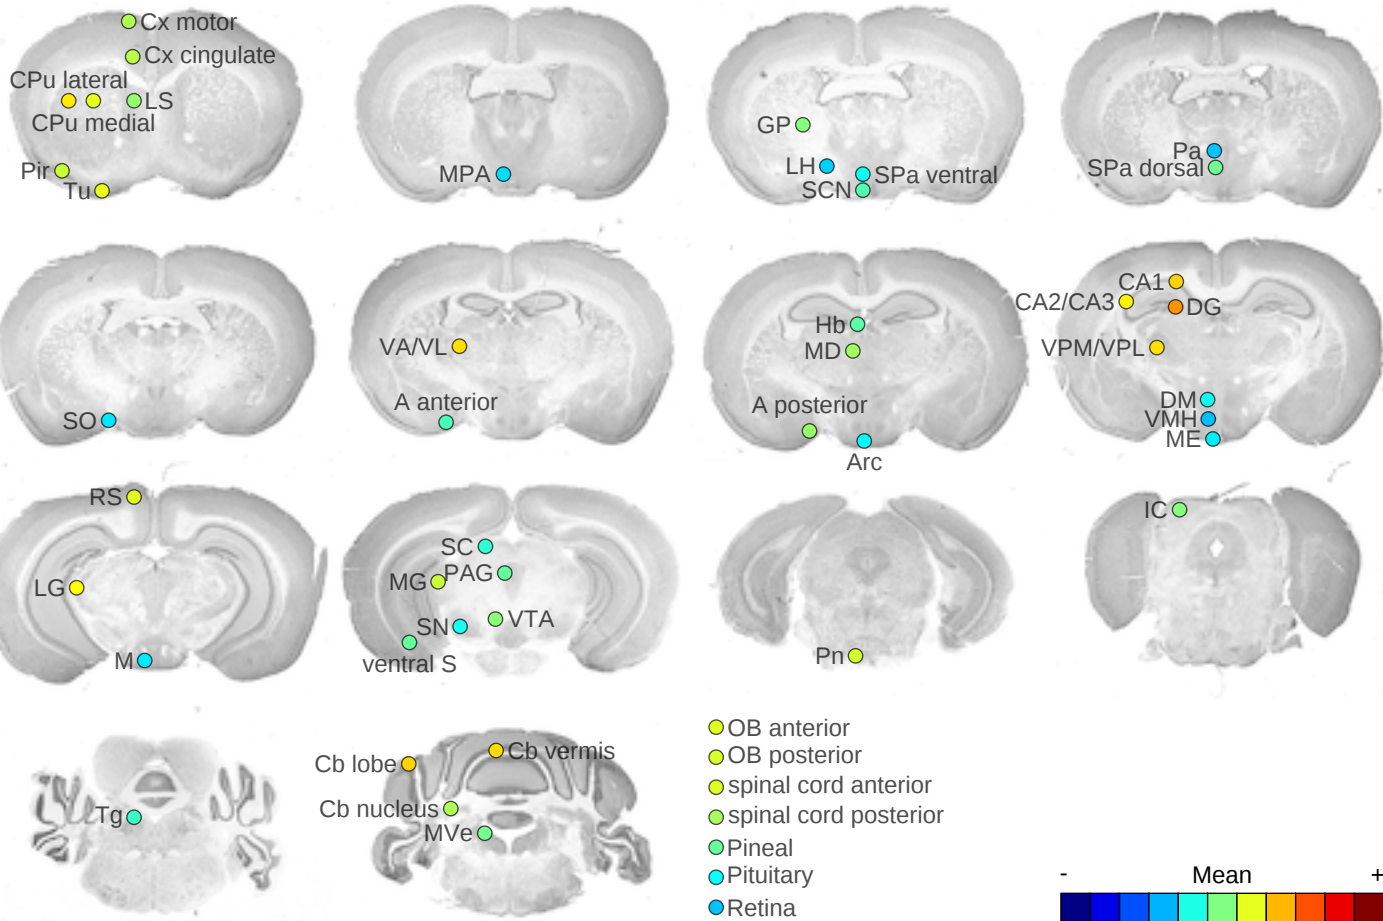 Cx motor
Cx cingulate
CPu lateral
LS
CPu medial
Pir
Tu
MPA
GP
LH
SPa ventral
SCN
Pa
SPa dorsal
SO
VA/VL
A anterior
Hb
MD
A posterior
Arc
CA1
CA2/CA3
DG
VPM/VPL
DM
VMH
ME
RS
LG
M
SC
PAG
MG
VTA
SN
ventral S
Pn
IC
Tg
Cb lobe
Cb vermis
Cb nucleus
MVe
OB anterior
OB posterior
spinal cord anterior
spinal cord posterior
Pineal
Pituitary
Retina
- Mean +